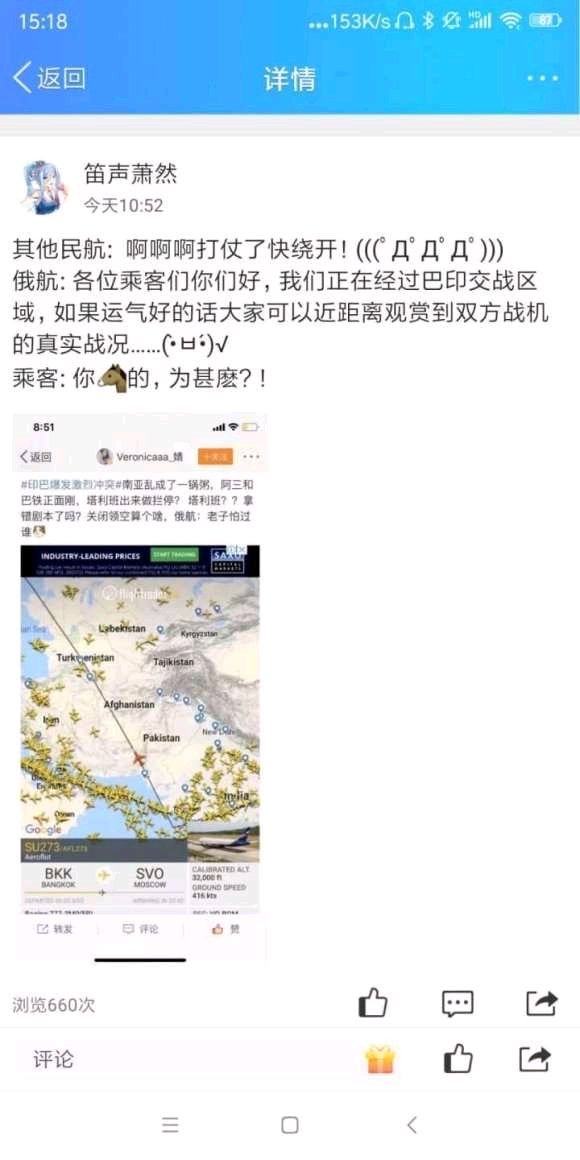 15:18
...153K/s HD 87
返回 详情 ...
笛声萧然
今天10:52
其他民航: 啊啊啊打仗了快绕开! (((ﾟДﾟДﾟДﾟ)))
俄航: 各位乘客们你们好, 我们正在经过巴印交战区
域, 如果运气好的话大家可以近距离观赏到双方战机
的真实战况......(•̀ㅂ•́)√
乘客: 你🐴的, 为甚麽? !
8:51
返回 Veronicaaa_婧 +关注 ...
#印巴爆发激烈冲突#南亚乱成了一锅粥, 阿三和
巴铁正面刚, 塔利班出来做拦停? 塔利班? ? 拿
错剧本了吗? 关闭领空算个啥, 俄航: 老子怕过
谁
INDUSTRY-LEADING PRICES START TRADING SAXO
CAPITAL
MARKETS
flightradar
Kyrgyzstan
Turkmenistan
Tajikistan
Afghanistan
Iran
Pakistan
New Delhi
India
Oman
Google
SU273/AFL273
Aeroflot
BKK SVO
BANGKOK MOSCOW
CALIBRATED ALT.
32,000 ft
GROUND SPEED
416 kts
转发 评论 赞
浏览660次
评论